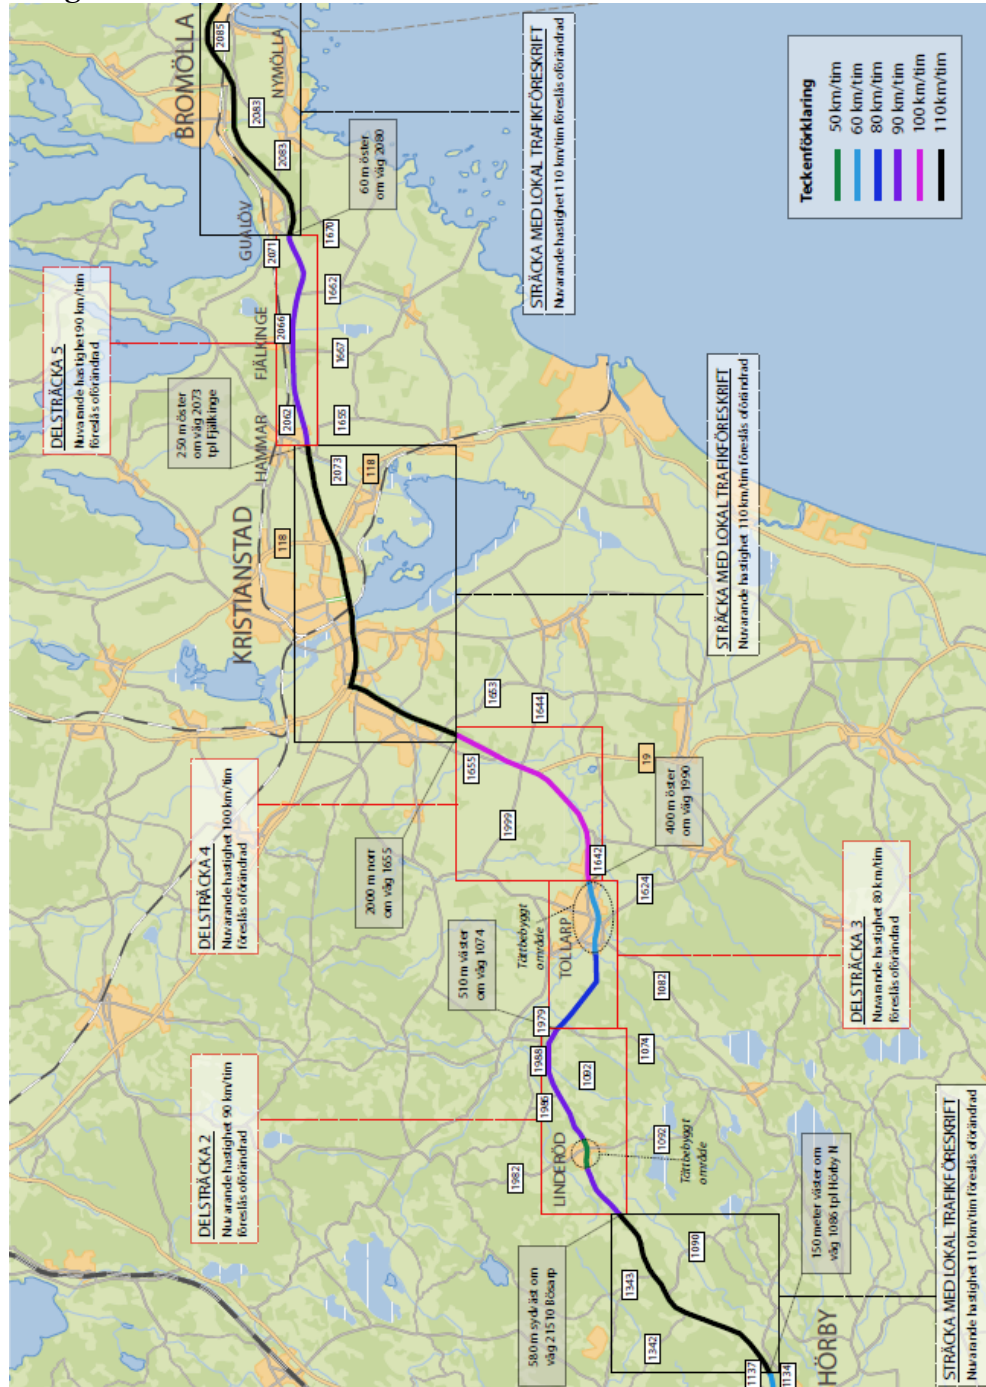 BROMÖLLA
2085
NYMÖLLA
2083
2083
60 m öster
om väg 2080
GUALÖV
2071
1670
1662
DELSTRÄCKA 5
Nuvarande hastighet 90 km/tim
föreslås oförändrad
FJÄLKINGE
2066
1667
250 m öster
om väg 2073
tpl Fjälkinge
HAMMAR
2062
1655
2073
118
118
KRISTIANSTAD
STRÄCKA MED LOKAL TRAFIKFÖRESKRIFT
Nuvarande hastighet 110 km/tim föreslås oförändrad
Teckenförklaring
50 km/tim
60 km/tim
80 km/tim
90 km/tim
100 km/tim
110 km/tim
STRÄCKA MED LOKAL TRAFIKFÖRESKRIFT
Nuvarande hastighet 110 km/tim föreslås oförändrad
1653
1644
1655
1999
19
DELSTRÄCKA 4
Nuvarande hastighet 100 km/tim
föreslås oförändrad
2000 m norr
om väg 1655
400 m öster
om väg 1990
1642
1624
510 m väster
om väg 1074
Tättbebyggt
område
TOLLARP
1082
DELSTRÄCKA 3
Nuvarande hastighet 80 km/tim
föreslås oförändrad
1979
1988
1074
1092
1986
DELSTRÄCKA 2
Nuvarande hastighet 90 km/tim
föreslås oförändrad
1982
LINDERÖD
1092
Tättbebyggt
område
580 m sydväst om
väg 21510 Bösarp
1090
1343
1342
150 meter väster om
väg 1086 tpl Hörby N
1137
1134
HÖRBY
STRÄCKA MED LOKAL TRAFIKFÖRESKRIFT
Nuvarande hastighet 110 km/tim föreslås oförändrad